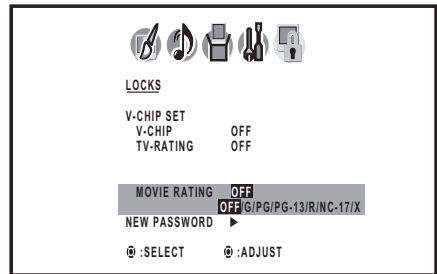 LOCKS
V-CHIP SET
V-CHIP OFF
TV-RATING OFF
MOVIE RATING OFF
OFF/G/PG/PG-13/R/NC-17/X
NEW PASSWORD ▶
:SELECT :ADJUST